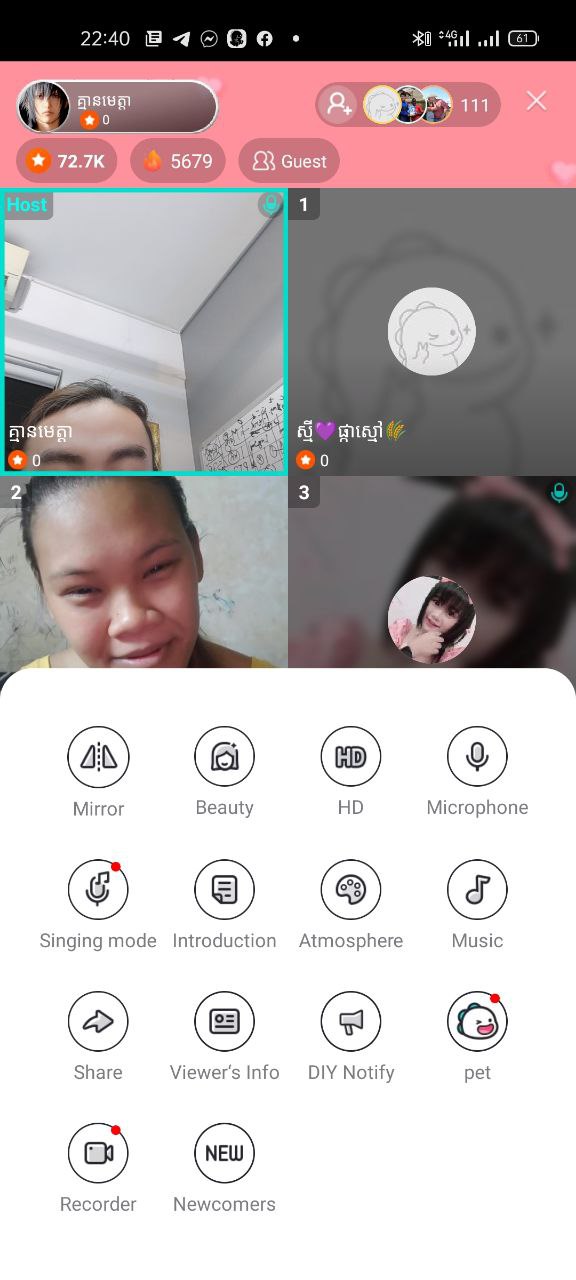 22:40
4G
61
គ្មានមេត្តា
0
111
72.7K
5679
Guest
Host
1
គ្មានមេត្តា
0
ស្មី💜ផ្កាស្មៅ🌾
0
2
3
Mirror
Beauty
HD
HD
Microphone
Singing mode
Introduction
Atmosphere
Music
Share
Viewer's Info
DIY Notify
pet
Recorder
NEW
Newcomers